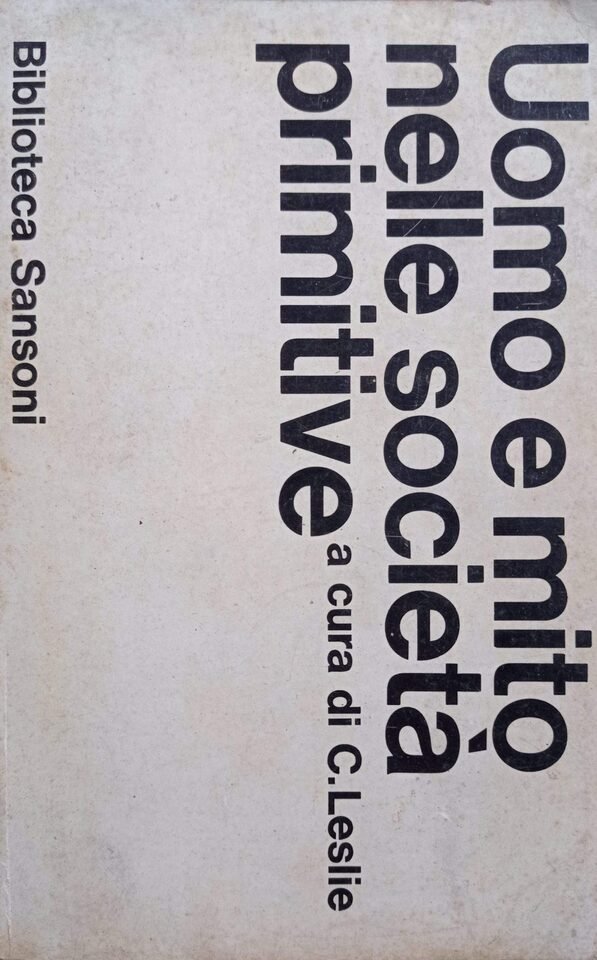 Uomo e mito
nelle società
primitive a cura di C.Leslie
Biblioteca Sansoni